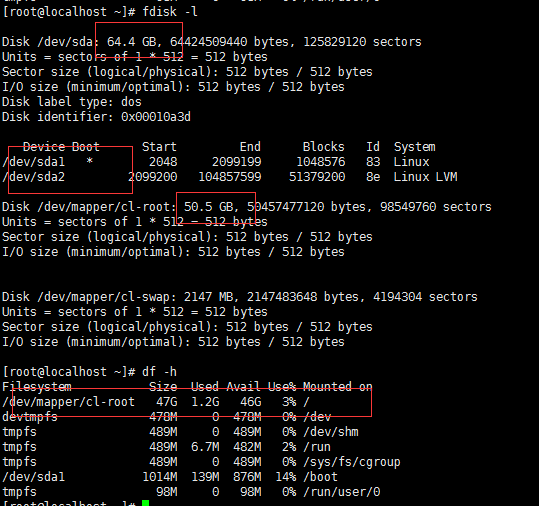 [root@localhost ~]# fdisk -l
Disk /dev/sda: 64.4 GB, 64424509440 bytes, 125829120 sectors
Units = sectors of 1 * 512 = 512 bytes
Sector size (logical/physical): 512 bytes / 512 bytes
I/O size (minimum/optimal): 512 bytes / 512 bytes
Disk label type: dos
Disk identifier: 0x00010a3d
Device Boot Start End Blocks Id System
/dev/sda1 * 2048 2099199 1048576 83 Linux
/dev/sda2 2099200 104857599 51379200 8e Linux LVM
Disk /dev/mapper/cl-root: 50.5 GB, 50457477120 bytes, 98549760 sectors
Units = sectors of 1 * 512 = 512 bytes
Sector size (logical/physical): 512 bytes / 512 bytes
I/O size (minimum/optimal): 512 bytes / 512 bytes
Disk /dev/mapper/cl-swap: 2147 MB, 2147483648 bytes, 4194304 sectors
Units = sectors of 1 * 512 = 512 bytes
Sector size (logical/physical): 512 bytes / 512 bytes
I/O size (minimum/optimal): 512 bytes / 512 bytes
[root@localhost ~]# df -h
Filesystem Size Used Avail Use% Mounted on
/dev/mapper/cl-root 47G 1.2G 46G 3% /
devtmpfs 478M 0 478M 0% /dev
tmpfs 489M 0 489M 0% /dev/shm
tmpfs 489M 6.7M 482M 2% /run
tmpfs 489M 0 489M 0% /sys/fs/cgroup
/dev/sda1 1014M 139M 876M 14% /boot
tmpfs 98M 0 98M 0% /run/user/0
[root@localhost ~]#